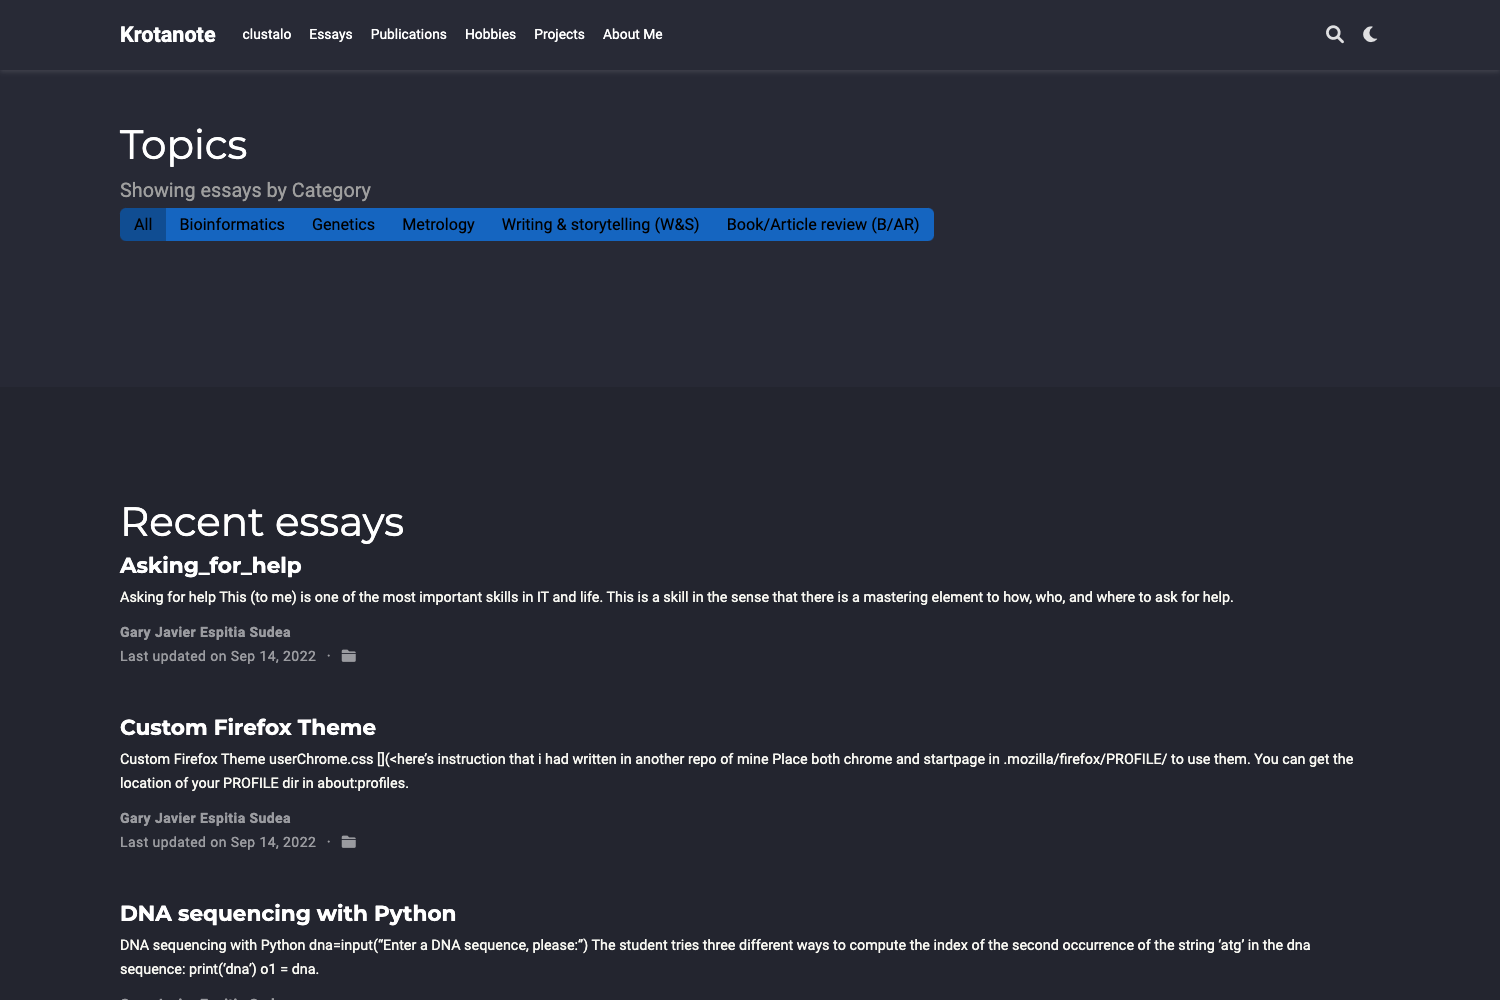 Krotanote clustalo Essays Publications Hobbies Projects About Me
Topics
Showing essays by Category
All Bioinformatics Genetics Metrology Writing & storytelling (W&S) Book/Article review (B/AR)
Recent essays
Asking_for_help
Asking for help This (to me) is one of the most important skills in IT and life. This is a skill in the sense that there is a mastering element to how, who, and where to ask for help.
Gary Javier Espitia Sudea
Last updated on Sep 14, 2022 ·
Custom Firefox Theme
Custom Firefox Theme userChrome.css [](<here’s instruction that i had written in another repo of mine Place both chrome and startpage in .mozilla/firefox/PROFILE/ to use them. You can get the
location of your PROFILE dir in about:profiles.
Gary Javier Espitia Sudea
Last updated on Sep 14, 2022 ·
DNA sequencing with Python
DNA sequencing with Python dna=input(“Enter a DNA sequence, please:”) The student tries three different ways to compute the index of the second occurrence of the string ‘atg’ in the dna
sequence: print(‘dna’) o1 = dna.